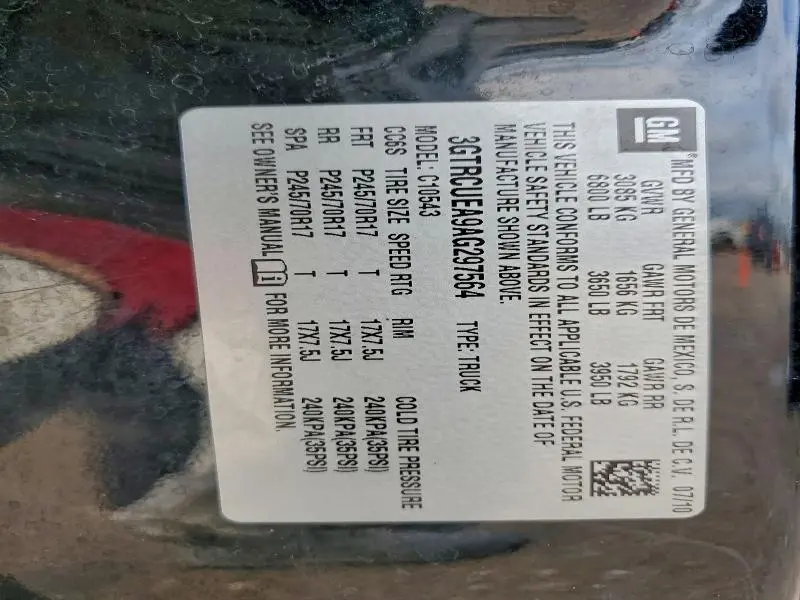 ®MFD BY GENERAL MOTORS DE MEXICO, S. DE R.L. DE C.V. 07/10
GM
GVWR GAWR FRT GAWR RR
3085 KG 1656 KG 1792 KG
6800 LB 3650 LB 3950 LB
THIS VEHICLE CONFORMS TO ALL APPLICABLE U.S. FEDERAL MOTOR
VEHICLE SAFETY STANDARDS IN EFFECT ON THE DATE OF
MANUFACTURE SHOWN ABOVE.
3GTRCUEA9AG297564 TYPE: TRUCK
MODEL: C10543
CC6S TIRE SIZE SPEED RTG RIM COLD TIRE PRESSURE
FRT P245/70R17 T 17X7.5J 240KPA(35PSI)
RR P245/70R17 T 17X7.5J 240KPA(35PSI)
SPA P245/70R17 T 17X7.5J 240KPA(35PSI)
SEE OWNER'S MANUAL FOR MORE INFORMATION.